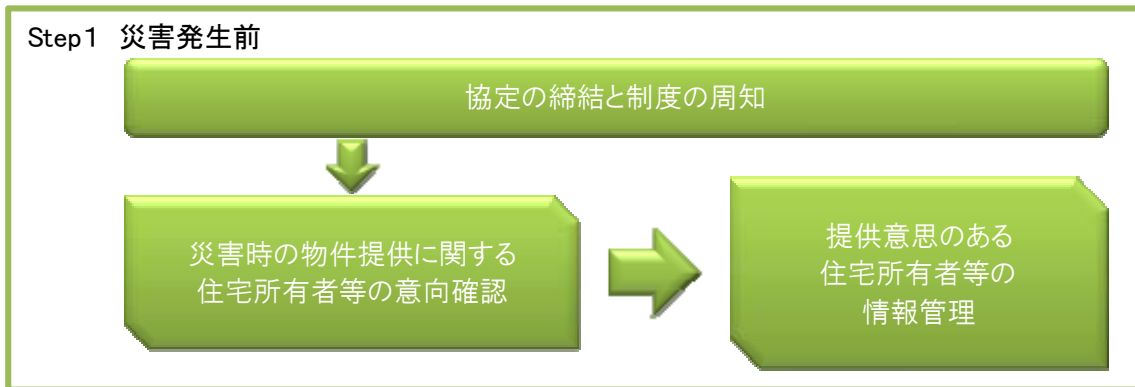 Step1 災害発生前
協定の締結と制度の周知
災害時の物件提供に関する
住宅所有者等の意向確認
提供意思のある
住宅所有者等の
情報管理